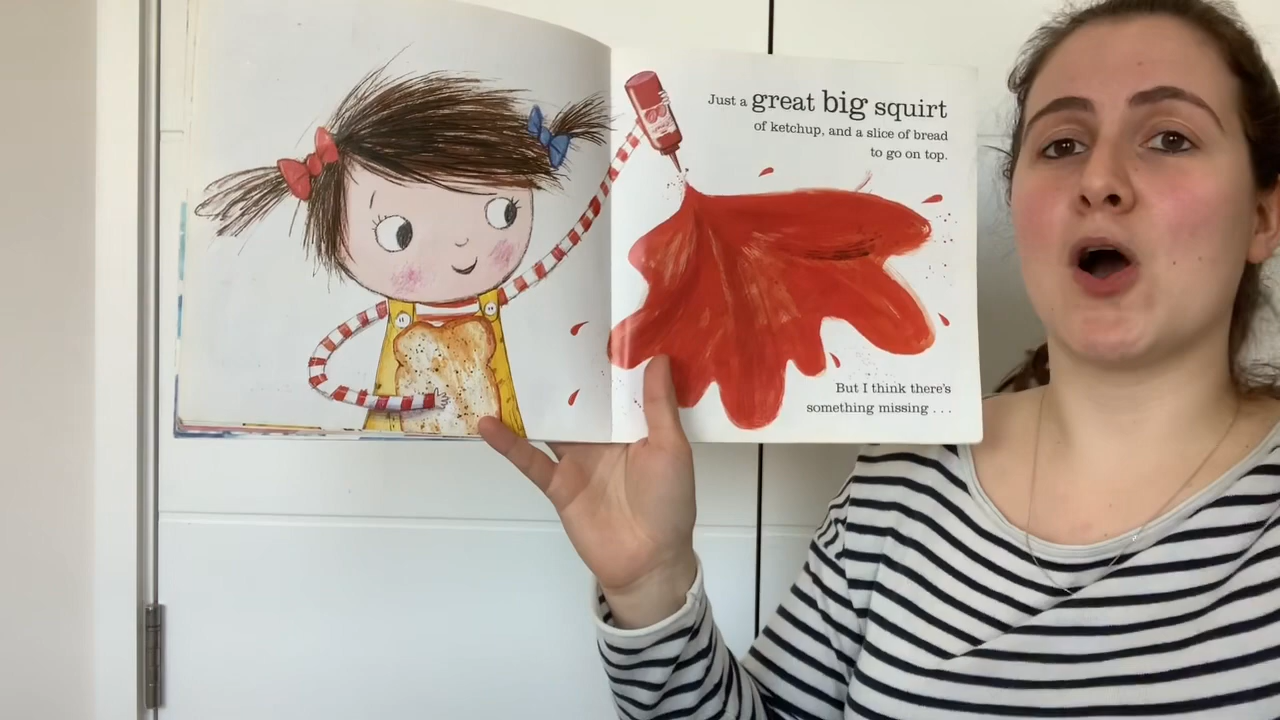 Just a great big squirt
of ketchup, and a slice of bread
to go on top.
But I think there's
something missing . . .